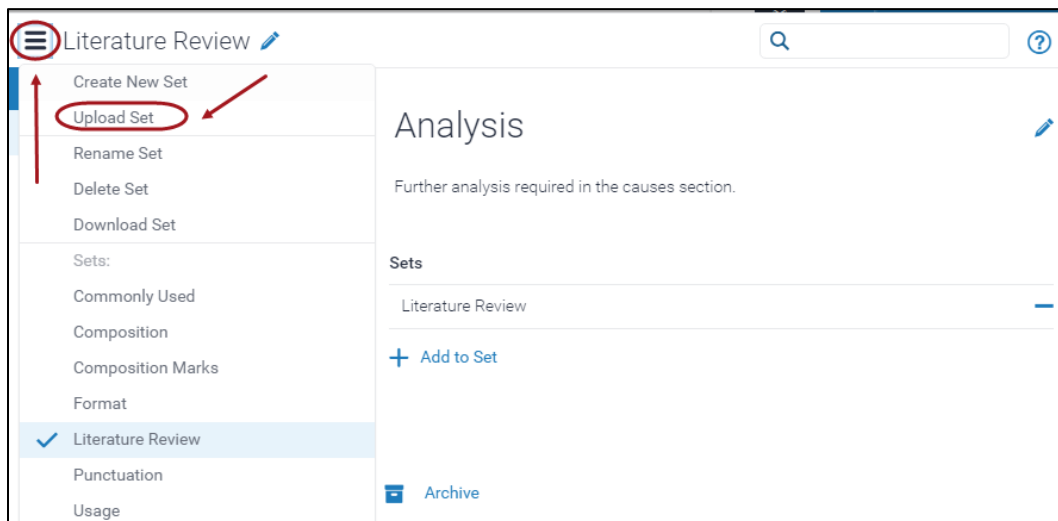 Literature Review
Create New Set
Upload Set
Rename Set
Delete Set
Download Set
Sets:
Commonly Used
Composition
Composition Marks
Format
Literature Review
Punctuation
Usage
Analysis
Further analysis required in the causes section.
Sets
Literature Review
Add to Set
Archive